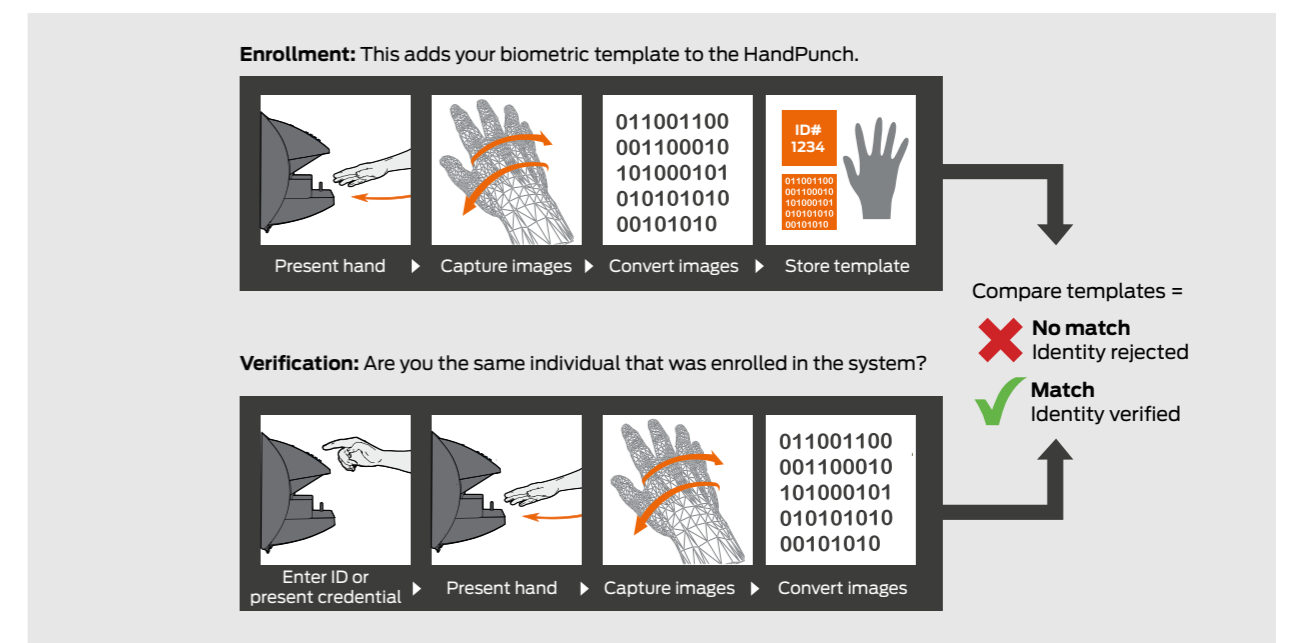 Enrollment: This adds your biometric template to the HandPunch.
011001100
001100010
101000101
010101010
00101010
ID#
1234
011001100
001100010
101000101
010101010
00101010
Present hand
Capture images
Convert images
Store template
Compare templates =
No match
Identity rejected
Match
Identity verified
Verification: Are you the same individual that was enrolled in the system?
011001100
001100010
101000101
010101010
00101010
Enter ID or
present credential
Present hand
Capture images
Convert images